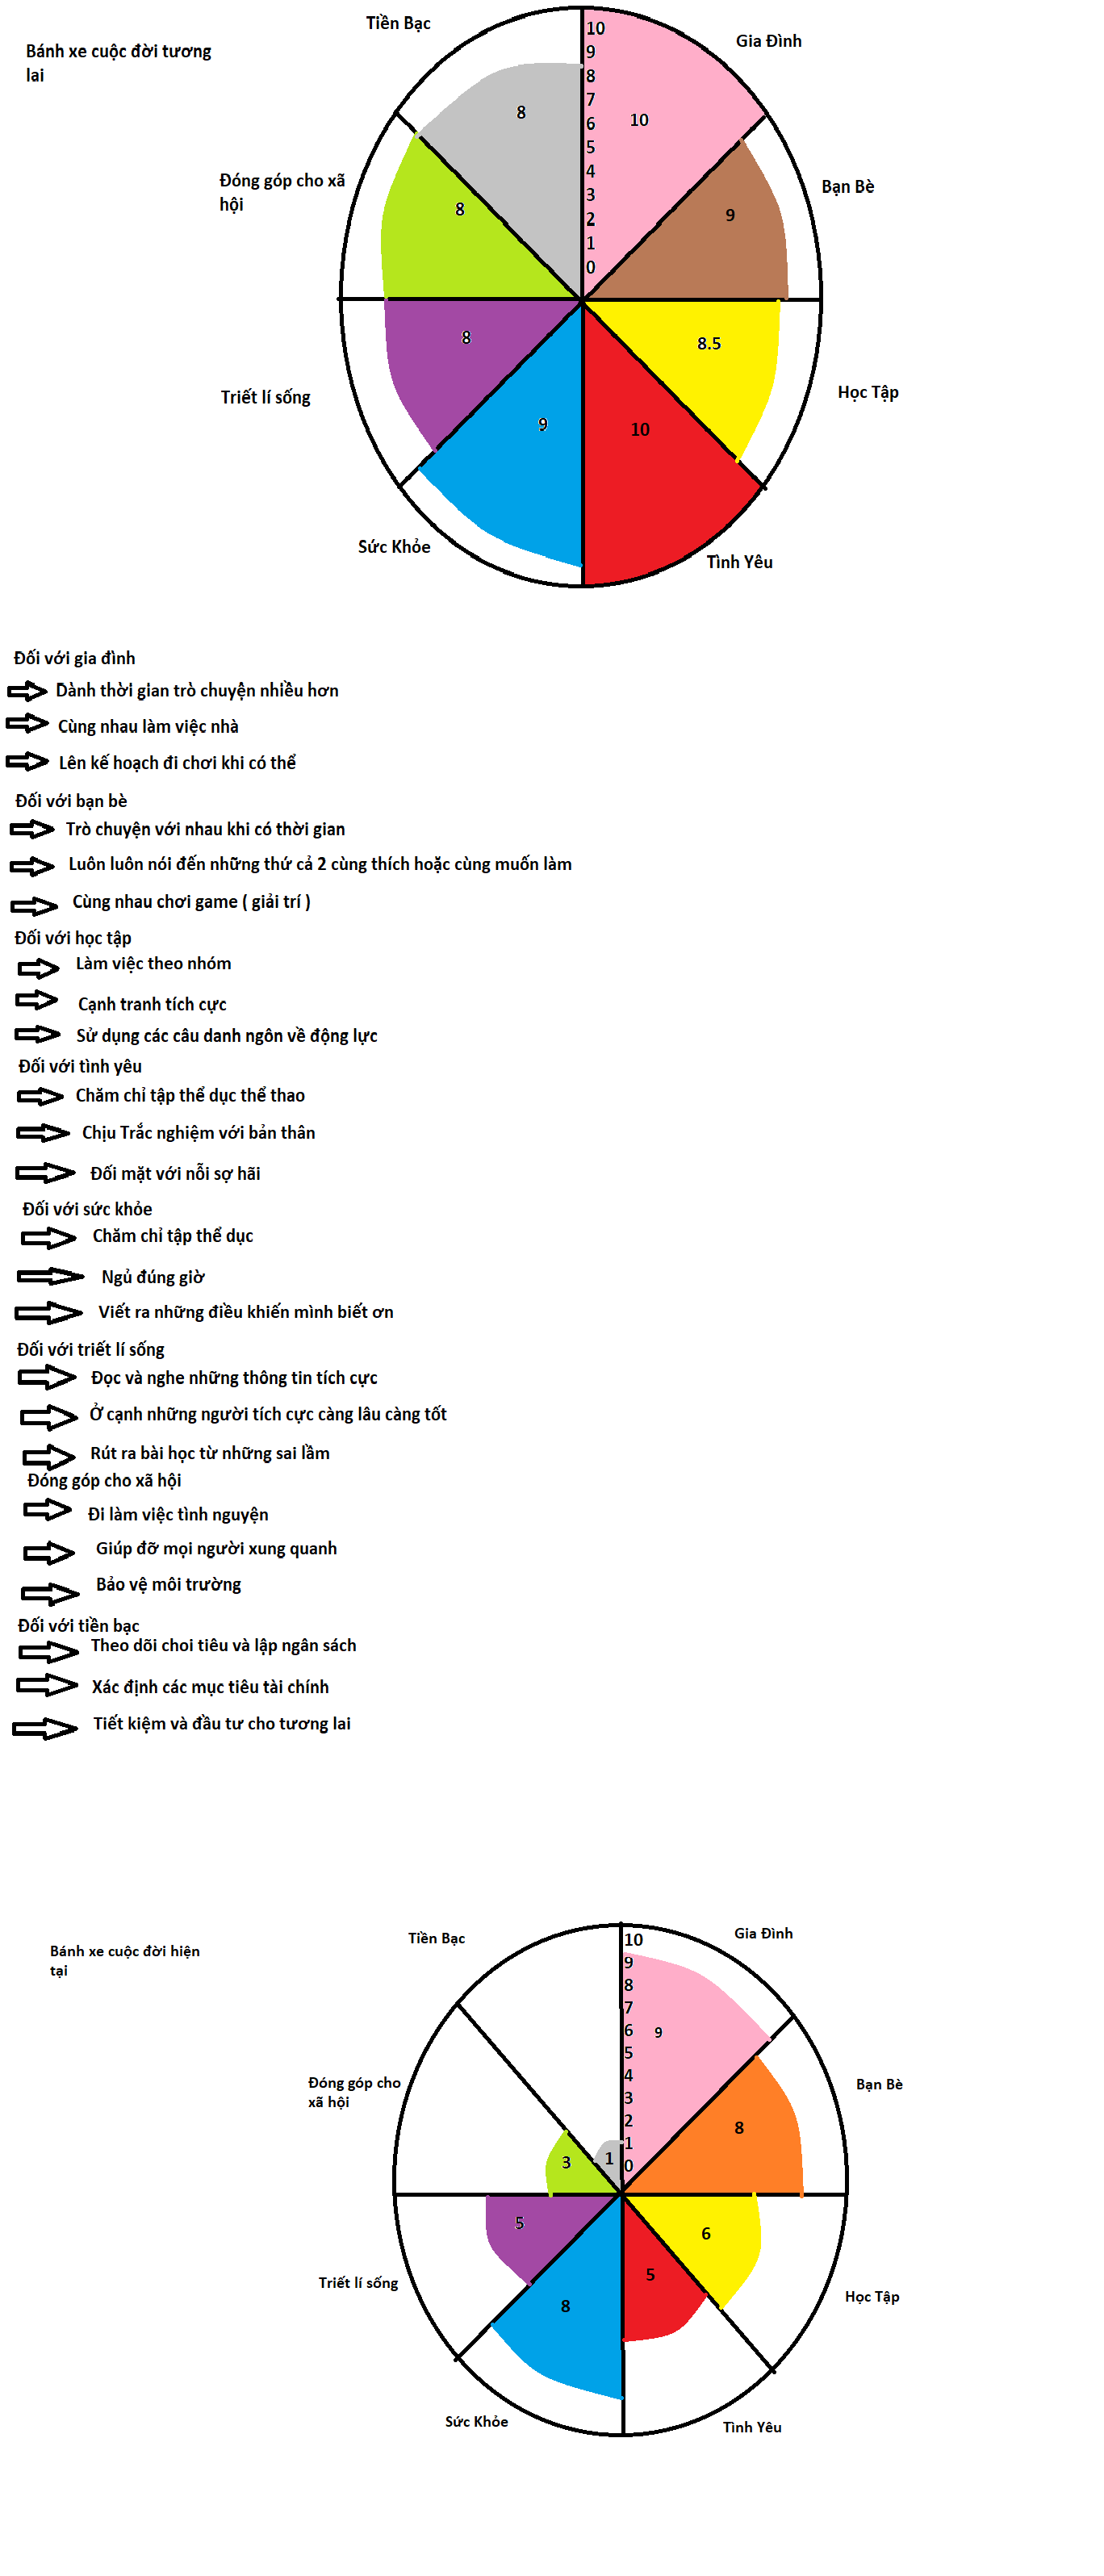 Bánh xe cuộc đời tương
lai
Tiền Bạc
Gia Đình
Đóng góp cho xã
hội
Bạn Bè
Triết lí sống
Học Tập
Sức Khỏe
Tình Yêu
10
9
8
7
6
5
4
3
2
1
0
8
10
8
9
8
8.5
9
10
Đối với gia đình
Dành thời gian trò chuyện nhiều hơn
Cùng nhau làm việc nhà
Lên kế hoạch đi chơi khi có thể
Đối với bạn bè
Trò chuyện với nhau khi có thời gian
Luôn luôn nói đến những thứ cả 2 cùng thích hoặc cùng muốn làm
Cùng nhau chơi game ( giải trí )
Đối với học tập
Làm việc theo nhóm
Cạnh tranh tích cực
Sử dụng các câu danh ngôn về động lực
Đối với tình yêu
Chăm chỉ tập thể dục thể thao
Chịu Trắc nghiệm với bản thân
Đối mặt với nỗi sợ hãi
Đối với sức khỏe
Chăm chỉ tập thể dục
Ngủ đúng giờ
Viết ra những điều khiến mình biết ơn
Đối với triết lí sống
Đọc và nghe những thông tin tích cực
Ở cạnh những người tích cực càng lâu càng tốt
Rút ra bài học từ những sai lầm
Đóng góp cho xã hội
Đi làm việc tình nguyện
Giúp đỡ mọi người xung quanh
Bảo vệ môi trường
Đối với tiền bạc
Theo dõi choi tiêu và lập ngân sách
Xác định các mục tiêu tài chính
Tiết kiệm và đầu tư cho tương lai
Bánh xe cuộc đời hiện
tại
Tiền Bạc
Gia Đình
Đóng góp cho
xã hội
Bạn Bè
Triết lí sống
Học Tập
Sức Khỏe
Tình Yêu
10
9
8
7
6
5
4
3
2
1
0
9
8
3
1
5
6
8
5